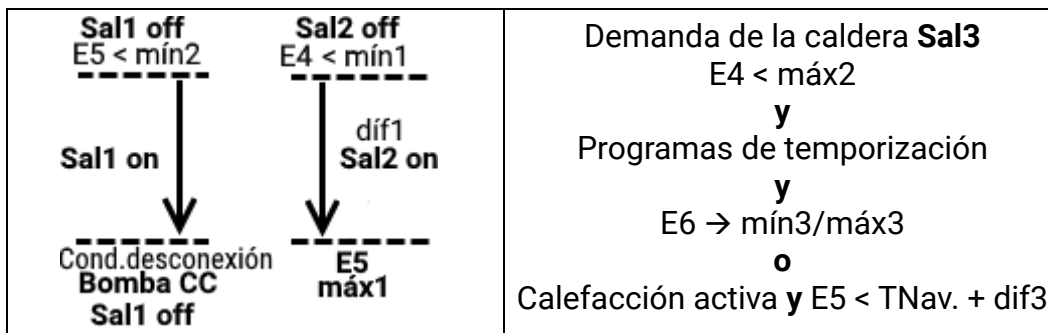 Sal1 off
E5 < mín2
Sal1 on
Cond.desconexión
Bomba CC
Sal1 off
Sal2 off
E4 < mín1
díf1
Sal2 on
E5
máx1
Demanda de la caldera Sal3
E4 < máx2
y
Programas de temporización
y
E6 → mín3/máx3
o
Calefacción activa y E5 < TNav. + dif3